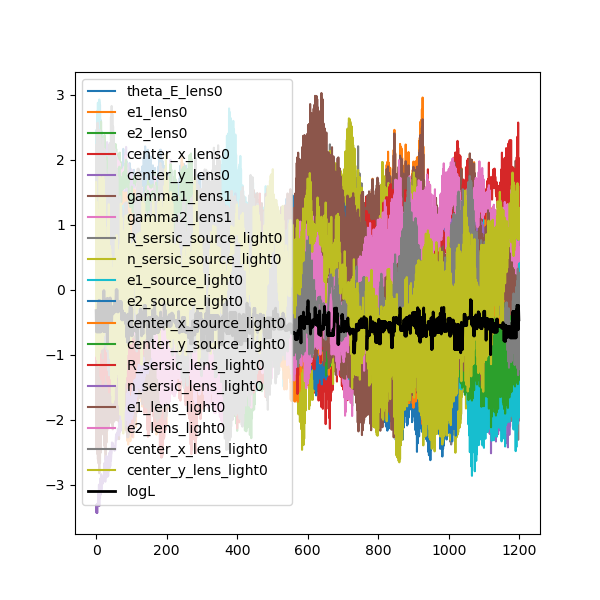 3
2
1
0
−1
−2
−3
theta_E_lens0
e1_lens0
e2_lens0
center_x_lens0
center_y_lens0
gamma1_lens1
gamma2_lens1
R_sersic_source_light0
n_sersic_source_light0
e1_source_light0
e2_source_light0
center_x_source_light0
center_y_source_light0
R_sersic_lens_light0
n_sersic_lens_light0
e1_lens_light0
e2_lens_light0
center_x_lens_light0
center_y_lens_light0
logL
0 200 400 600 800 1000 1200